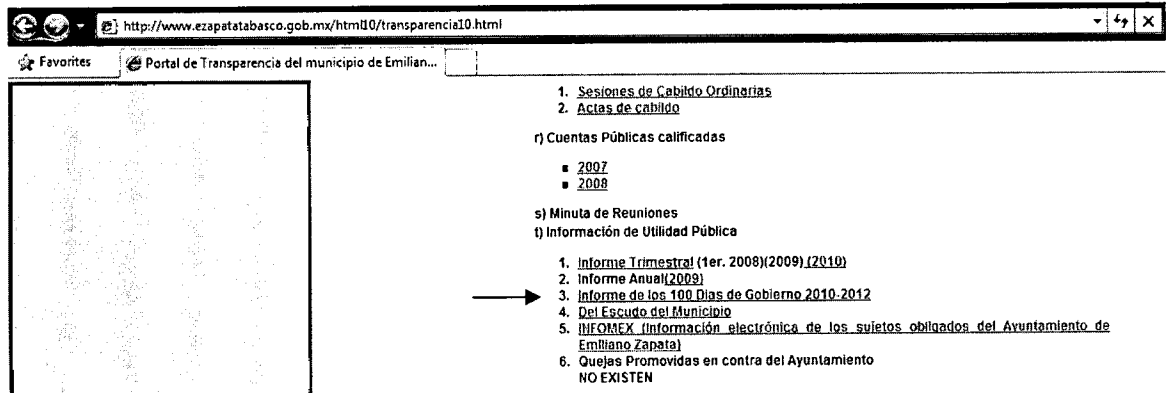 http://www.ezapatatabasco.gob.mx/html10/transparencia10.html
Favorites
Portal de Transparencia del municipio de Emilian...
1. Sesiones de Cabildo Ordinarias
2. Actas de cabildo
r) Cuentas Públicas calificadas
2007
2008
s) Minuta de Reuniones
t) Información de Utilidad Pública
1. Informe Trimestral (1er. 2008)(2009) (2010)
2. Informe Anual(2009)
3. Informe de los 100 Dias de Gobierno 2010-2012
4. Del Escudo del Municipio
5. INFOMEX (Información electrónica de los sujetos obligados del Ayuntamiento de
Emiliano Zapata)
6. Quejas Promovidas en contra del Ayuntamiento
NO EXISTEN